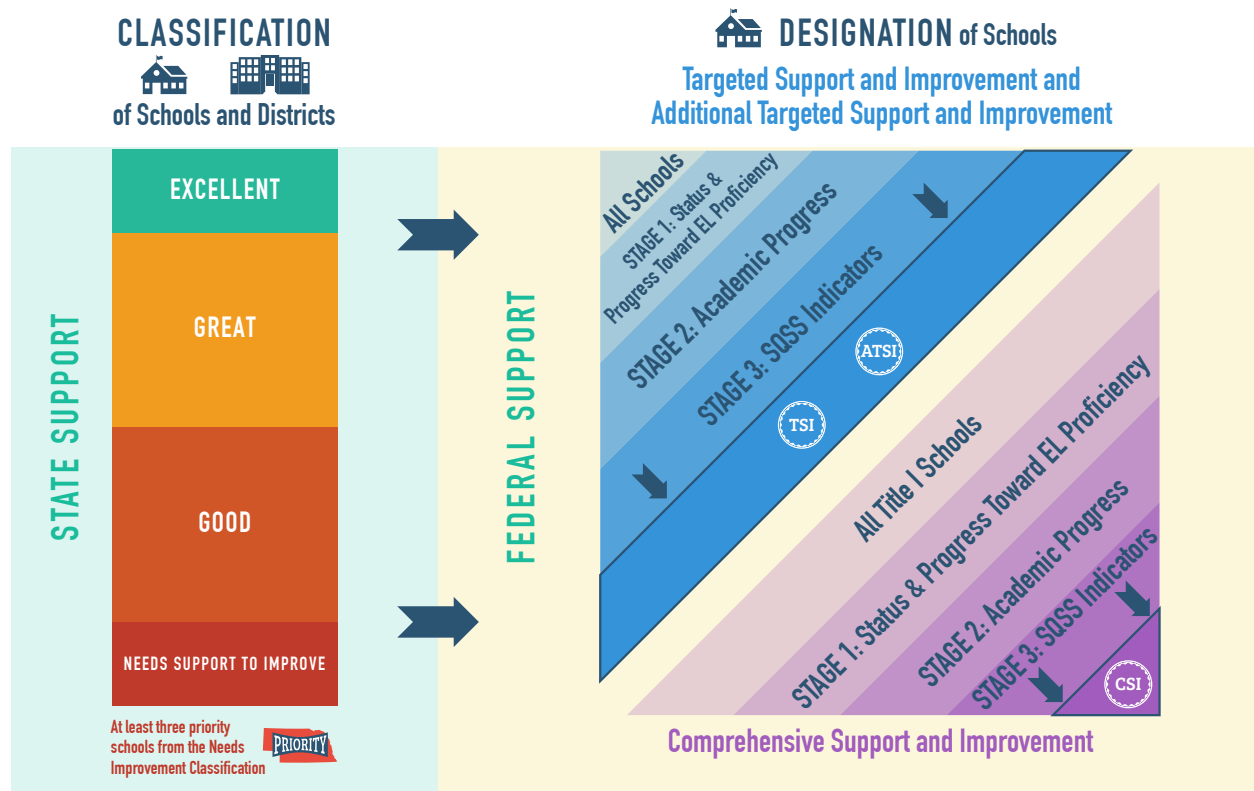 CLASSIFICATION
of Schools and Districts
STATE SUPPORT
EXCELLENT
GREAT
GOOD
NEEDS SUPPORT TO IMPROVE
At least three priority
schools from the Needs
Improvement Classification
PRIORITY
DESIGNATION of Schools
Targeted Support and Improvement and
Additional Targeted Support and Improvement
FEDERAL SUPPORT
All Schools
STAGE 1: Status &
Progress Toward EL Proficiency
STAGE 2: Academic Progress
STAGE 3: SQSS Indicators
ATSI
TSI
All Title I Schools
STAGE 1: Status & Progress Toward EL Proficiency
STAGE 2: Academic Progress
STAGE 3: SQSS Indicators
CSI
Comprehensive Support and Improvement